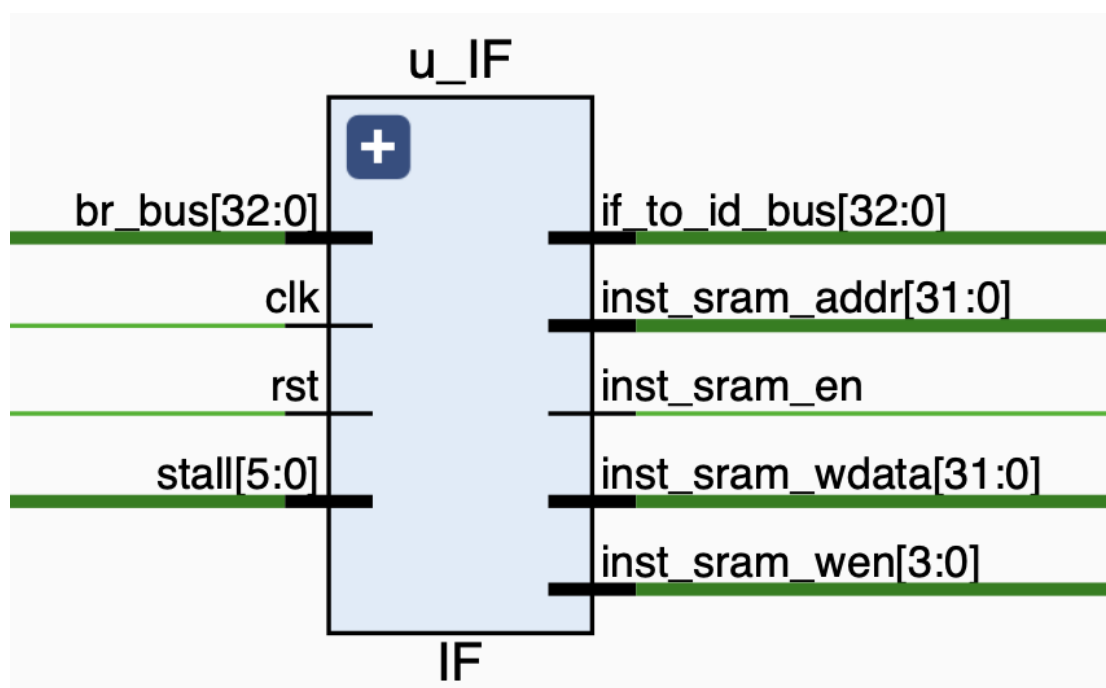 u_IF
br_bus[32:0]
if_to_id_bus[32:0]
clk
inst_sram_addr[31:0]
rst
inst_sram_en
stall[5:0]
inst_sram_wdata[31:0]
inst_sram_wen[3:0]
IF